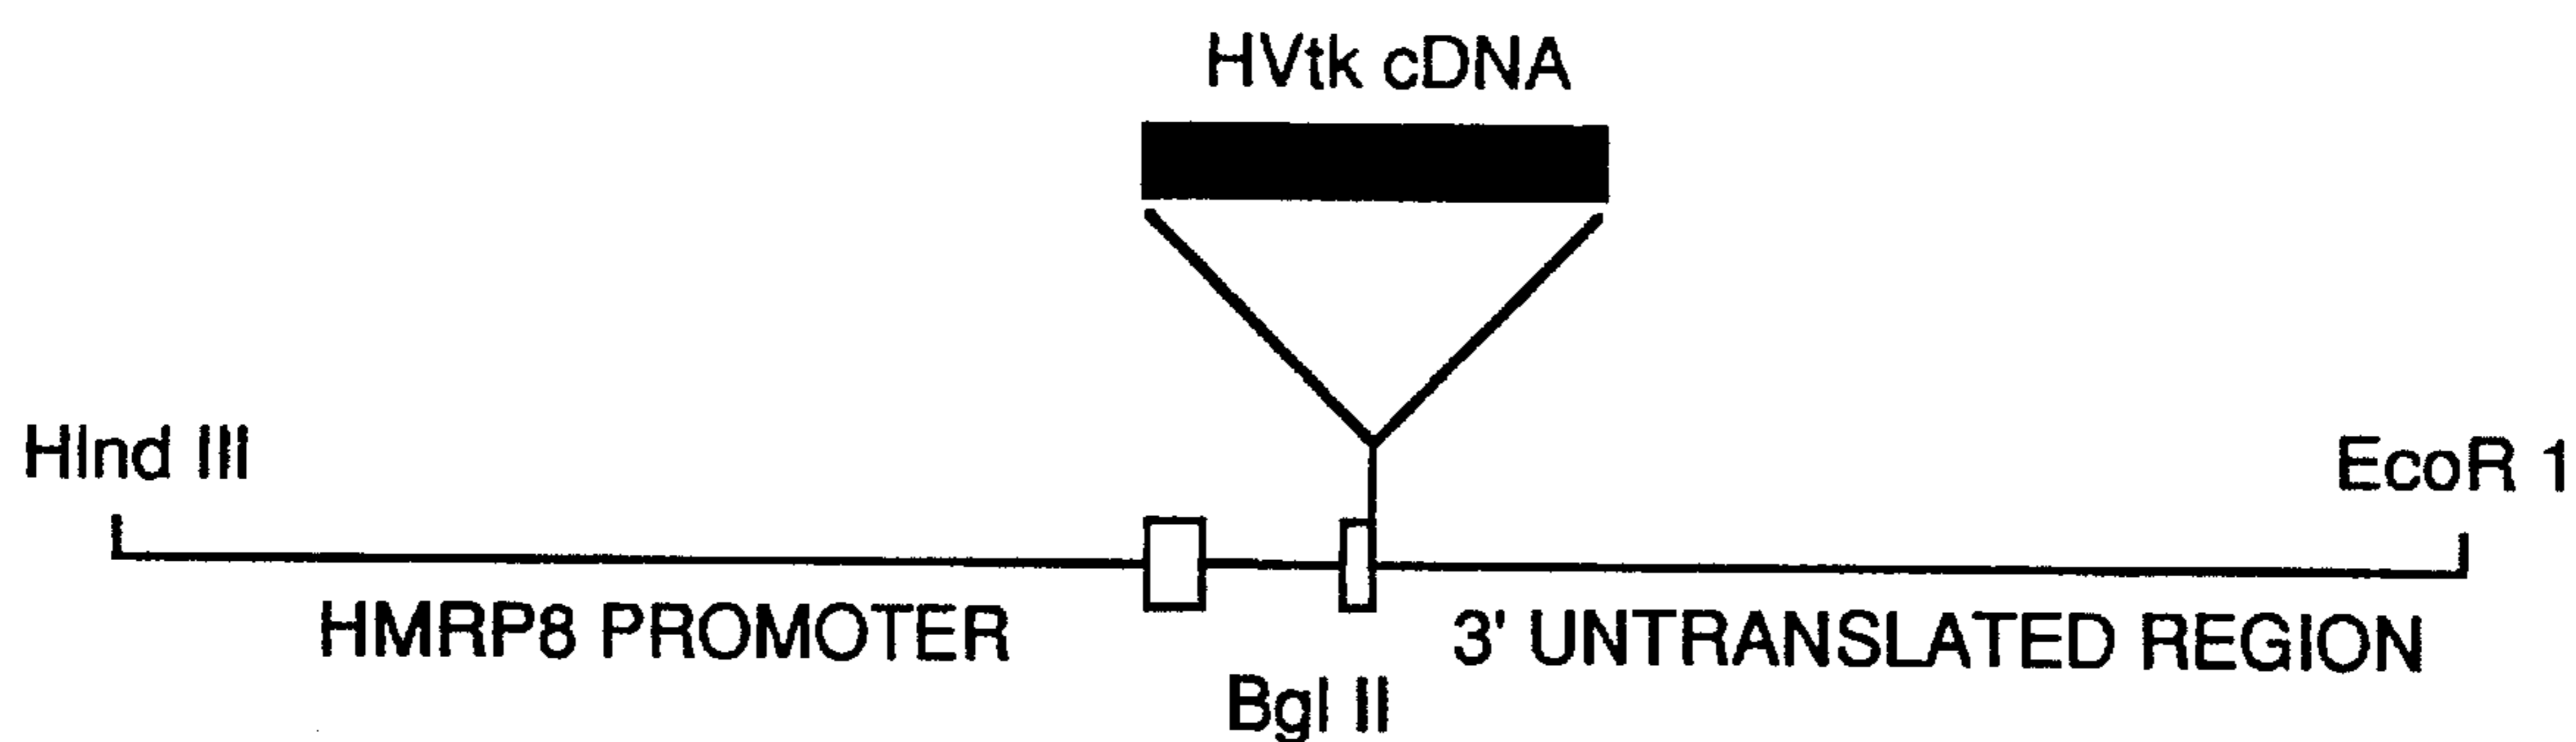 HVtk cDNA
HInd III
EcoR 1
HMRP8 PROMOTER
3' UNTRANSLATED REGION
Bgl II